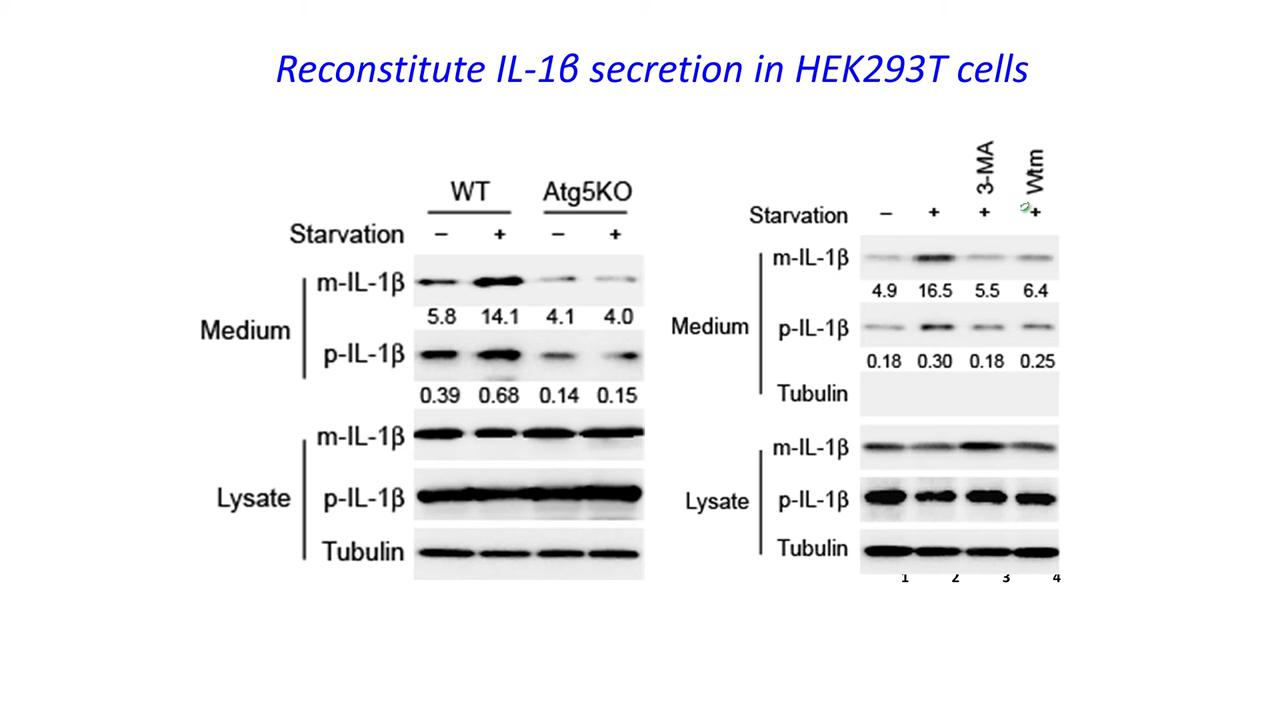 Reconstitute IL-1β secretion in HEK293T cells
WT Atg5KO
Starvation − + − +
Medium
m-IL-1β
5.8 14.1 4.1 4.0
p-IL-1β
0.39 0.68 0.14 0.15
Lysate
m-IL-1β
p-IL-1β
Tubulin
3-MA Wtm
Starvation − + + +
Medium
m-IL-1β
4.9 16.5 5.5 6.4
p-IL-1β
0.18 0.30 0.18 0.25
Tubulin
Lysate
m-IL-1β
p-IL-1β
Tubulin
1 2 3 4